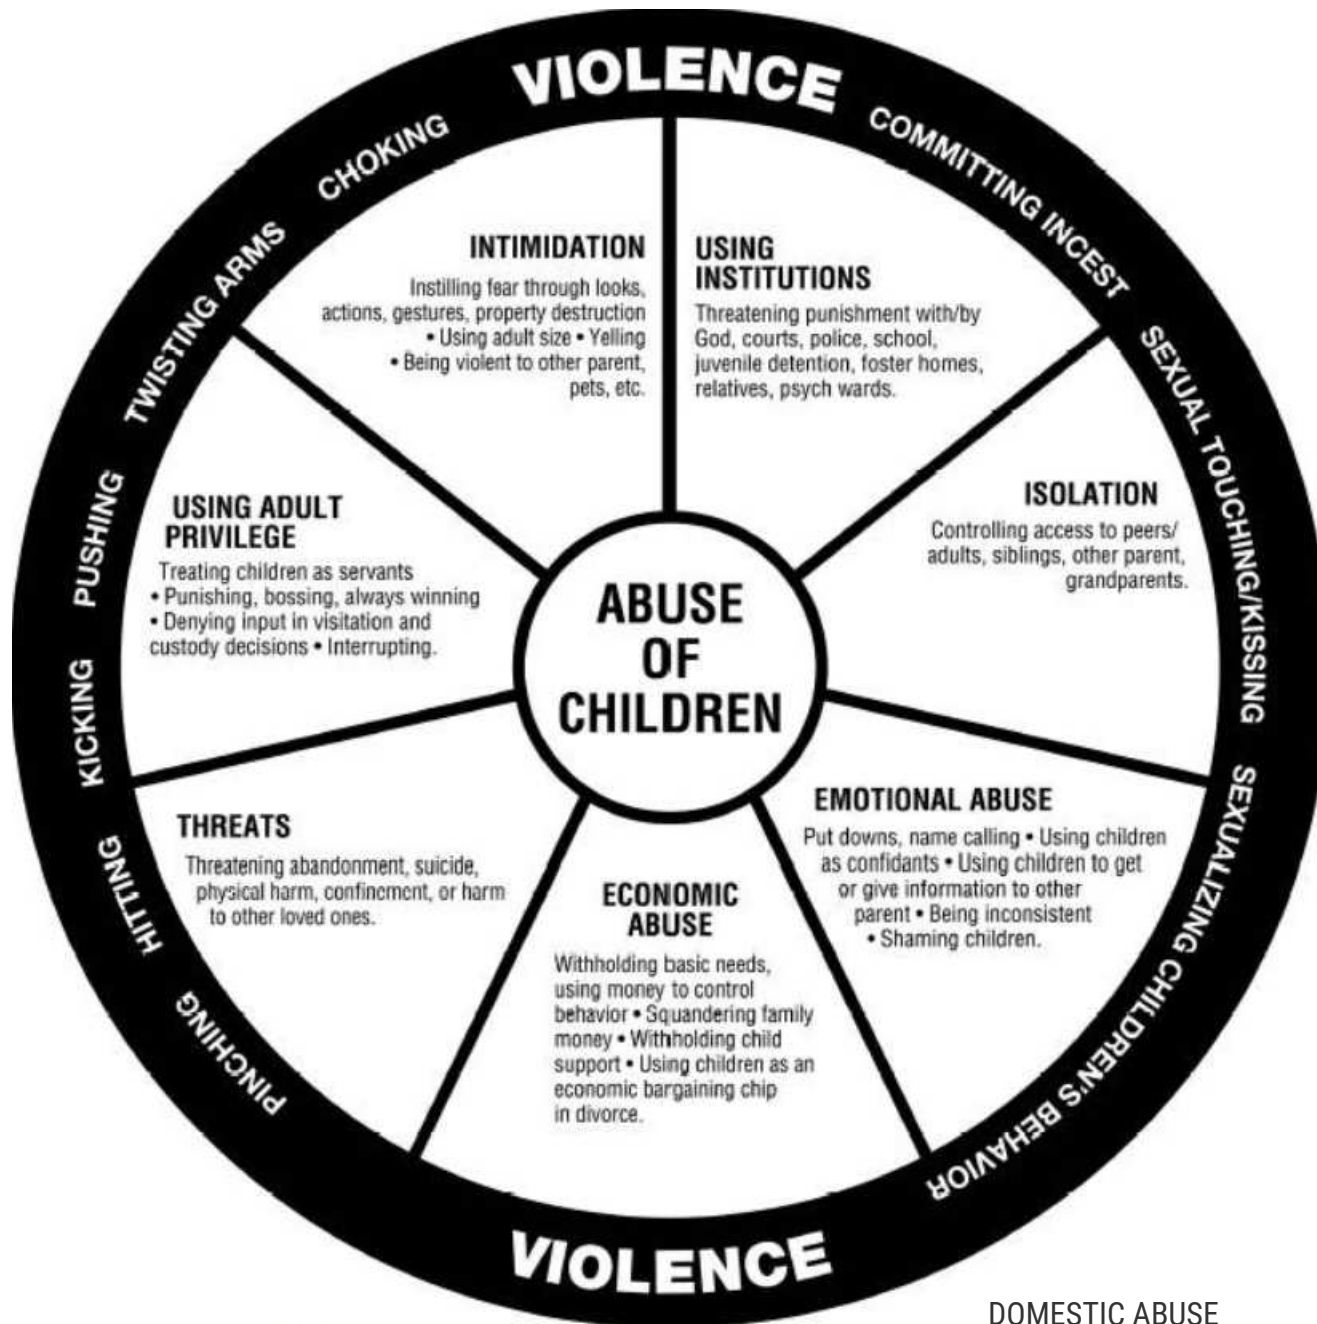 VIOLENCE
COMMITTING INCEST
SEXUAL TOUCHING/KISSING
SEXUALIZING CHILDREN'S BEHAVIOR
VIOLENCE
PINCHING
HITTING
KICKING
PUSHING
TWISTING ARMS
CHOKING
INTIMIDATION
Instilling fear through looks,
actions, gestures, property destruction
• Using adult size • Yelling
• Being violent to other parent,
pets, etc.
USING
INSTITUTIONS
Threatening punishment with/by
God, courts, police, school,
juvenile detention, foster homes,
relatives, psych wards.
ISOLATION
Controlling access to peers/
adults, siblings, other parent,
grandparents.
EMOTIONAL ABUSE
Put downs, name calling • Using children
as confidants • Using children to get
or give information to other
parent • Being inconsistent
• Shaming children.
ECONOMIC
ABUSE
Withholding basic needs,
using money to control
behavior • Squandering family
money • Withholding child
support • Using children as an
economic bargaining chip
in divorce.
THREATS
Threatening abandonment, suicide,
physical harm, confinement, or harm
to other loved ones.
USING ADULT
PRIVILEGE
Treating children as servants
• Punishing, bossing, always winning
• Denying input in visitation and
custody decisions • Interrupting.
ABUSE
OF
CHILDREN
DOMESTIC ABUSE